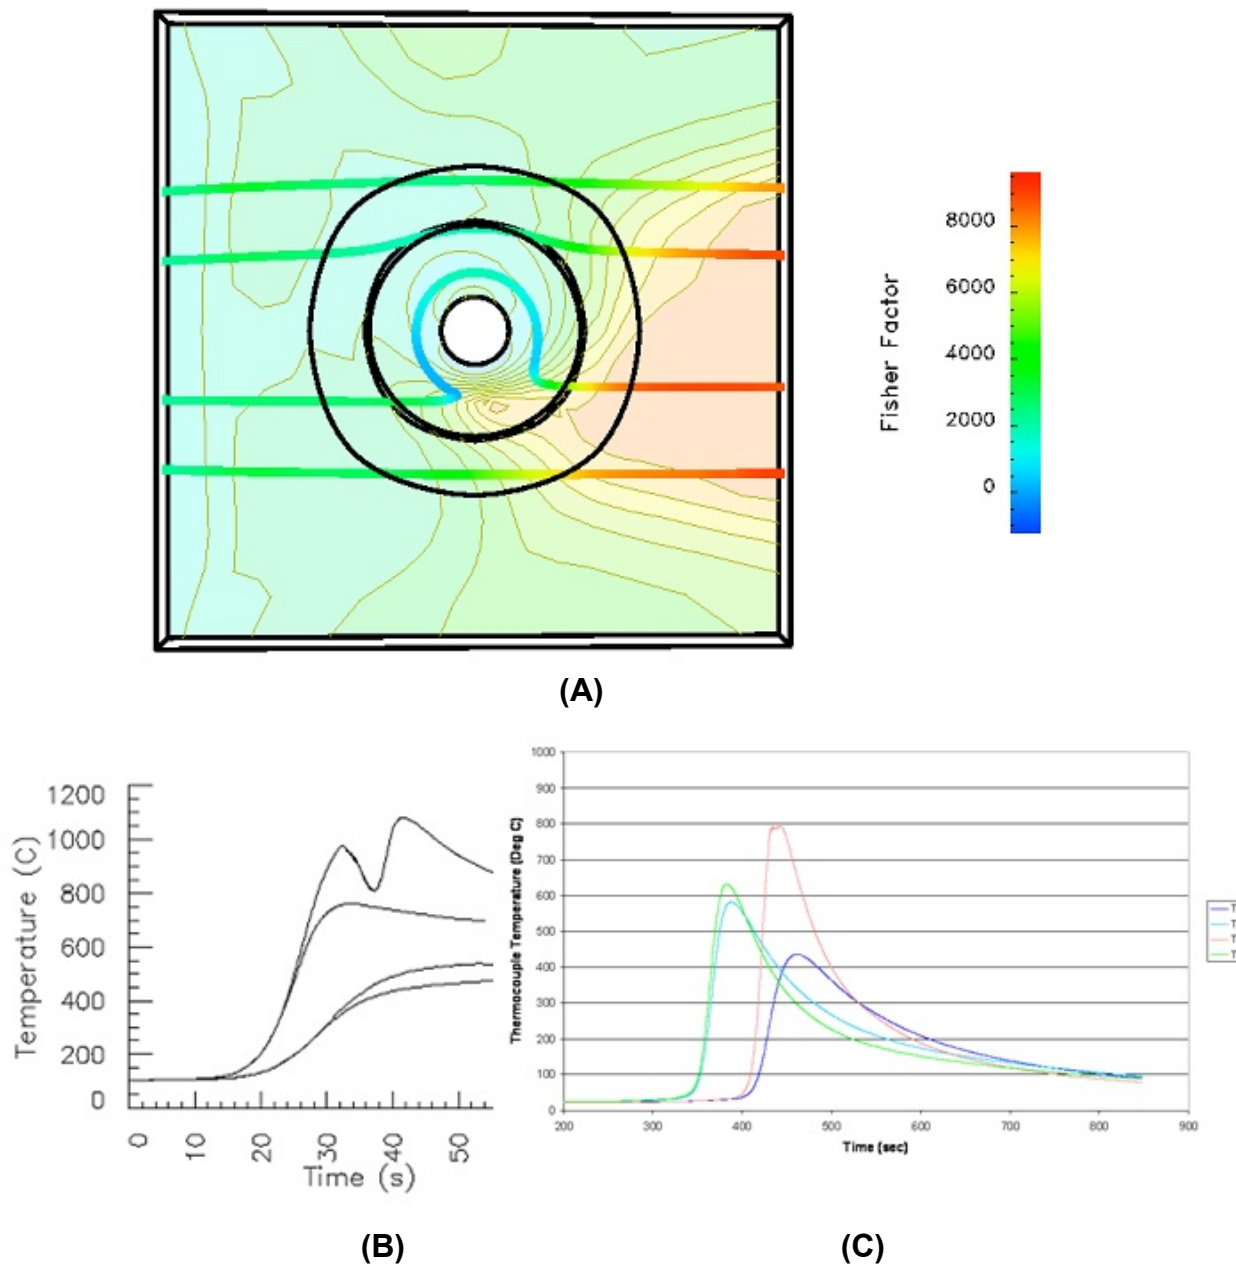 8000
6000
4000
2000
0
Fisher Factor
(A)
1200
1000
800
600
400
200
0
Temperature (C)
0 10 20 30 40 50
Time (s)
(B)
1000
900
800
700
600
500
400
300
200
100
0
Thermocouple Temperature (Deg C)
200 300 400 500 600 700 800 900
Time (sec)
T
T
T
T
(C)